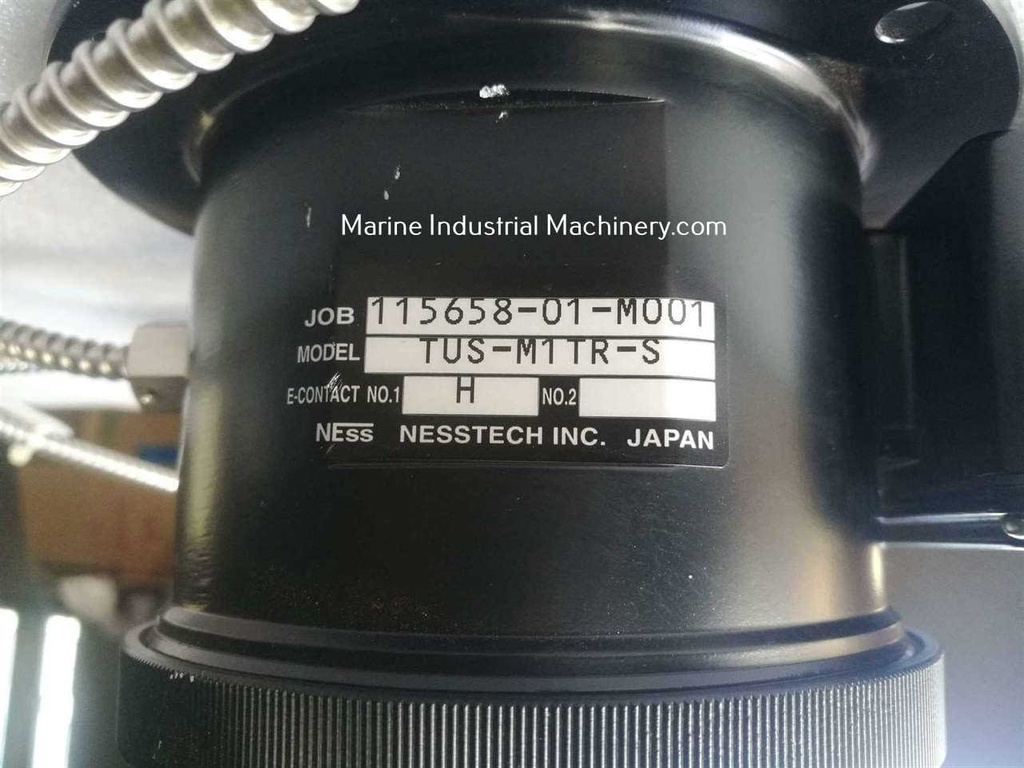 Marine Industrial Machinery.com
JOB 115658-01-M001
MODEL TUS-M1TR-S
E-CONTACT NO.1 H NO.2
NESS NESSTECH INC. JAPAN